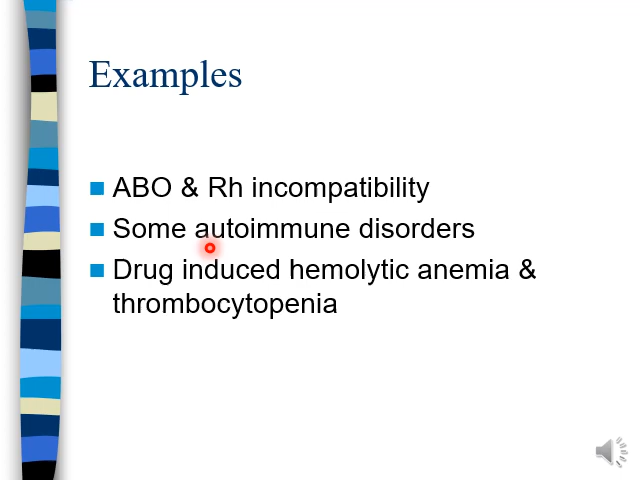 Examples
ABO & Rh incompatibility
Some autoimmune disorders
Drug induced hemolytic anemia &
thrombocytopenia